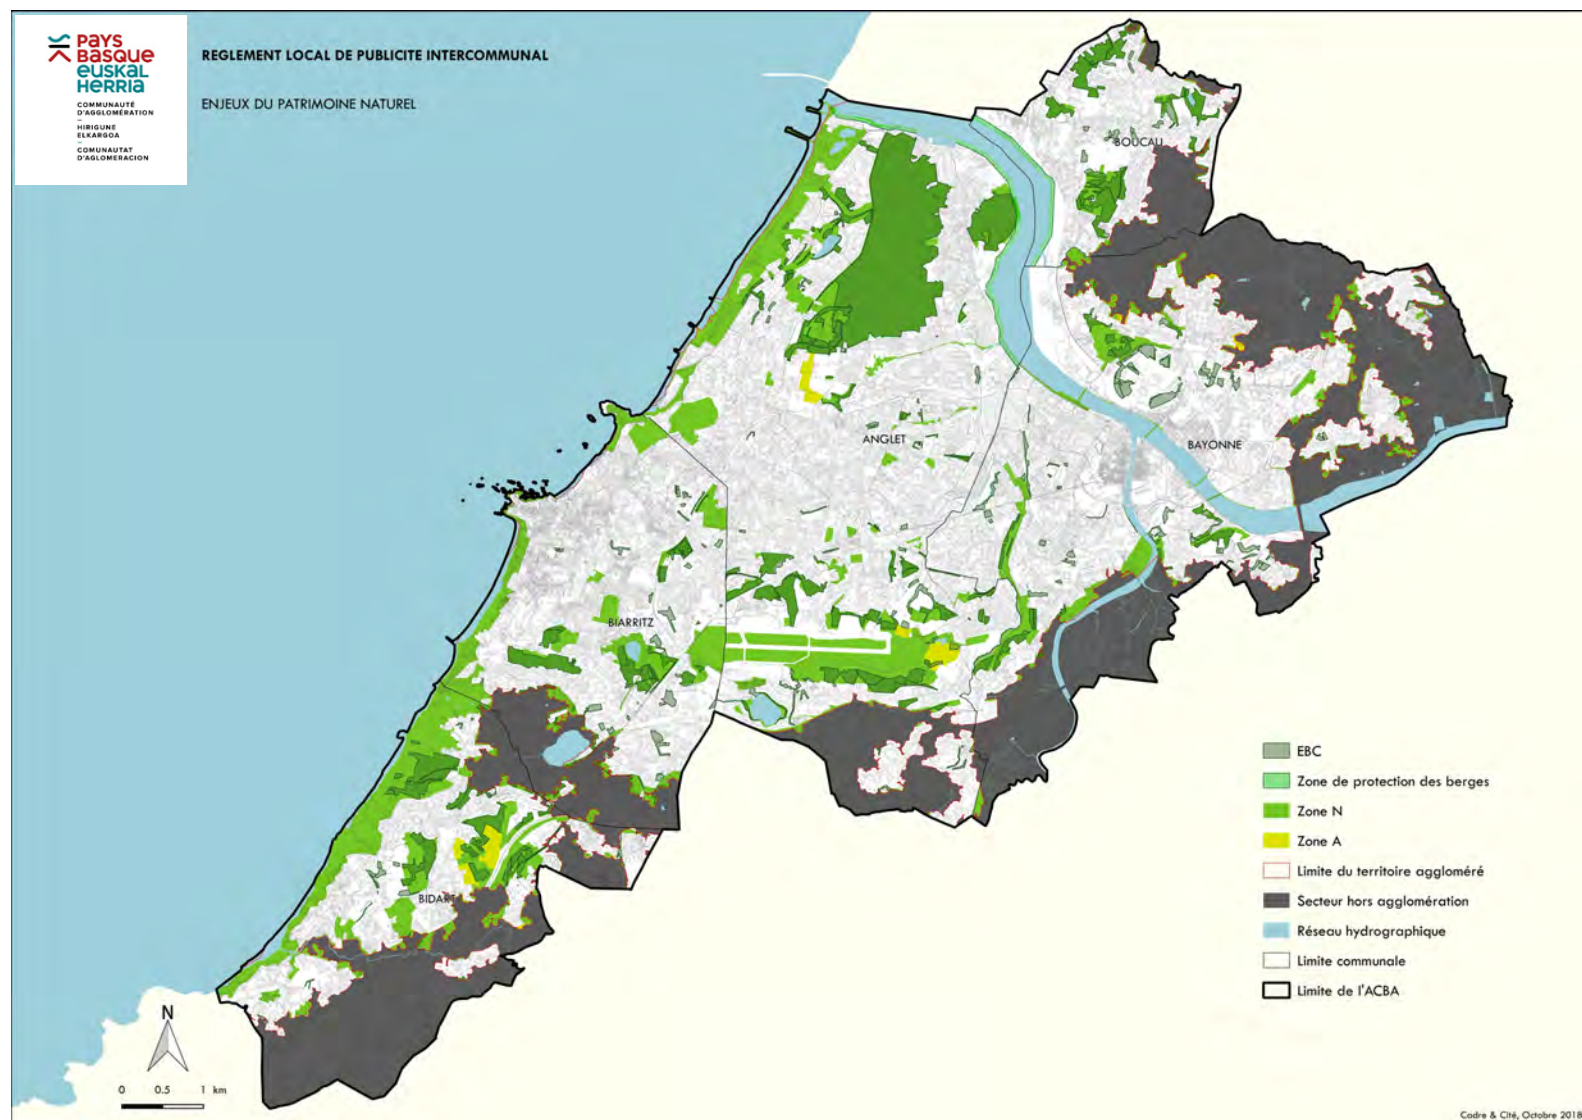 PAYS
BASQUE
EUSKAL
HERRIA
COMMUNAUTÉ
D'AGGLOMÉRATION
–
HIRIGUNE
ELKARGOA
–
COMUNAUTAT
D'AGLOMERACION
REGLEMENT LOCAL DE PUBLICITE INTERCOMMUNAL
ENJEUX DU PATRIMOINE NATUREL
BOUCAU
ANGLET
BAYONNE
BIARRITZ
BIDART
EBC
Zone de protection des berges
Zone N
Zone A
Limite du territoire aggloméré
Secteur hors agglomération
Réseau hydrographique
Limite communale
Limite de l'ACBA
N
0 0.5 1 km
Cadre & Cité, Octobre 2018